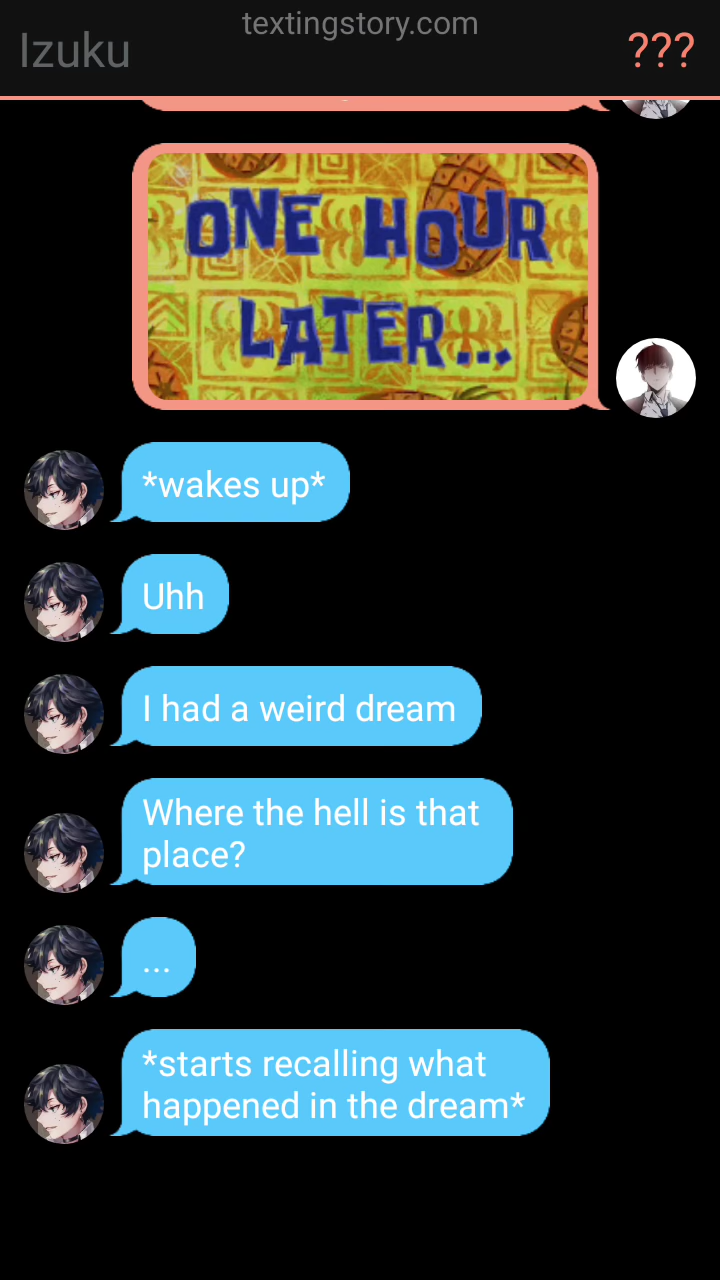 textingstory.com
Izuku
???
ONE HOUR
LATER...
*wakes up*
Uhh
I had a weird dream
Where the hell is that
place?
...
*starts recalling what
happened in the dream*